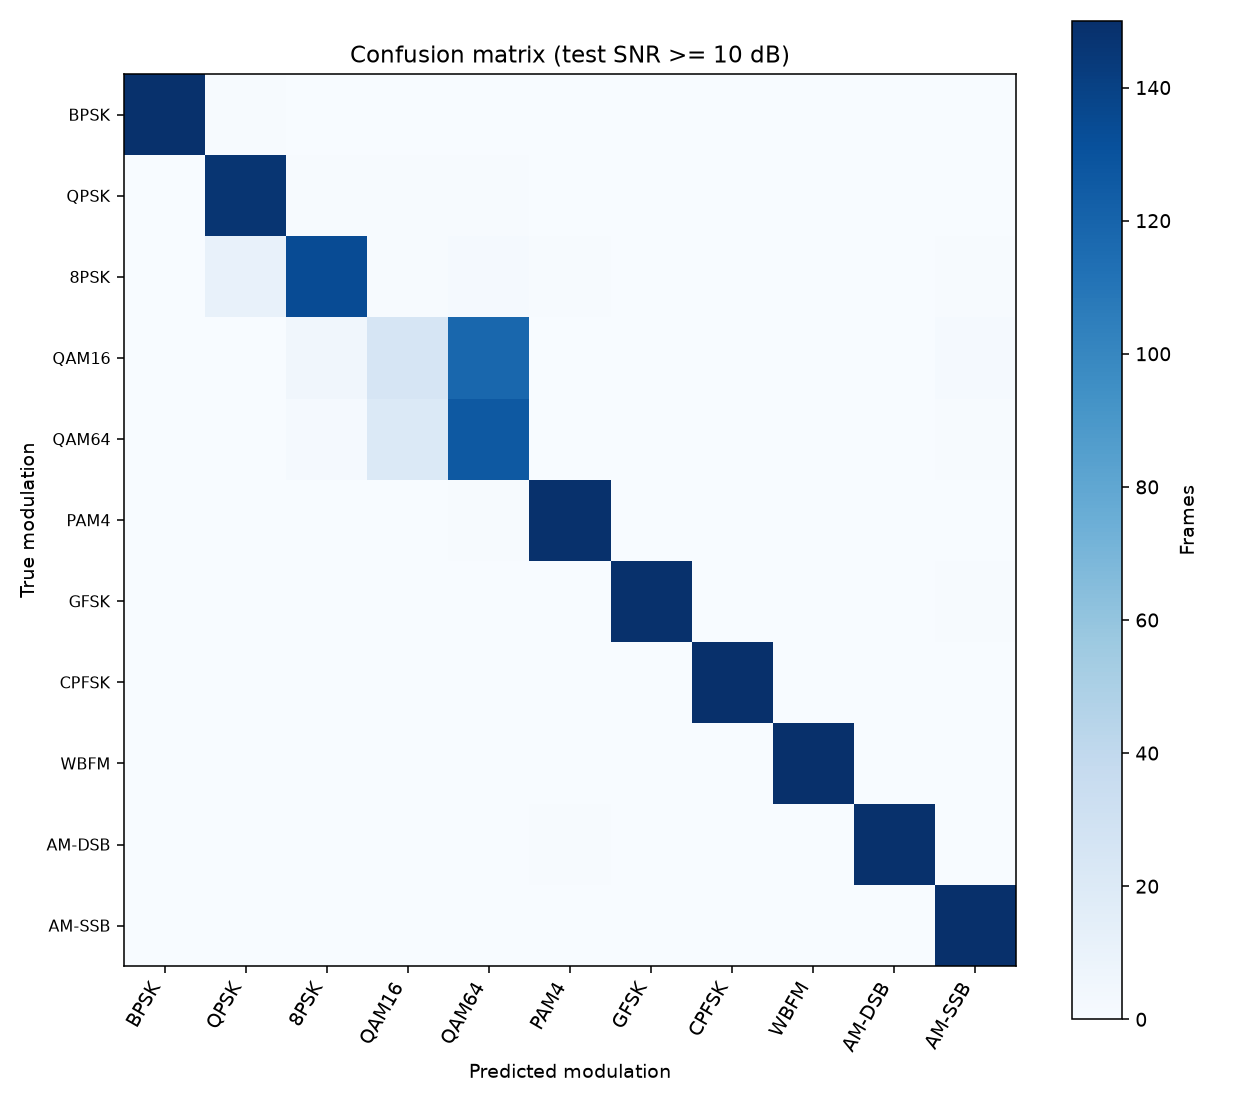 Confusion matrix (test SNR >= 10 dB)
True modulation
BPSK
QPSK
8PSK
QAM16
QAM64
PAM4
GFSK
CPFSK
WBFM
AM-DSB
AM-SSB
BPSK
QPSK
8PSK
QAM16
QAM64
PAM4
GFSK
CPFSK
WBFM
AM-DSB
AM-SSB
Predicted modulation
140
120
100
80
60
40
20
0
Frames